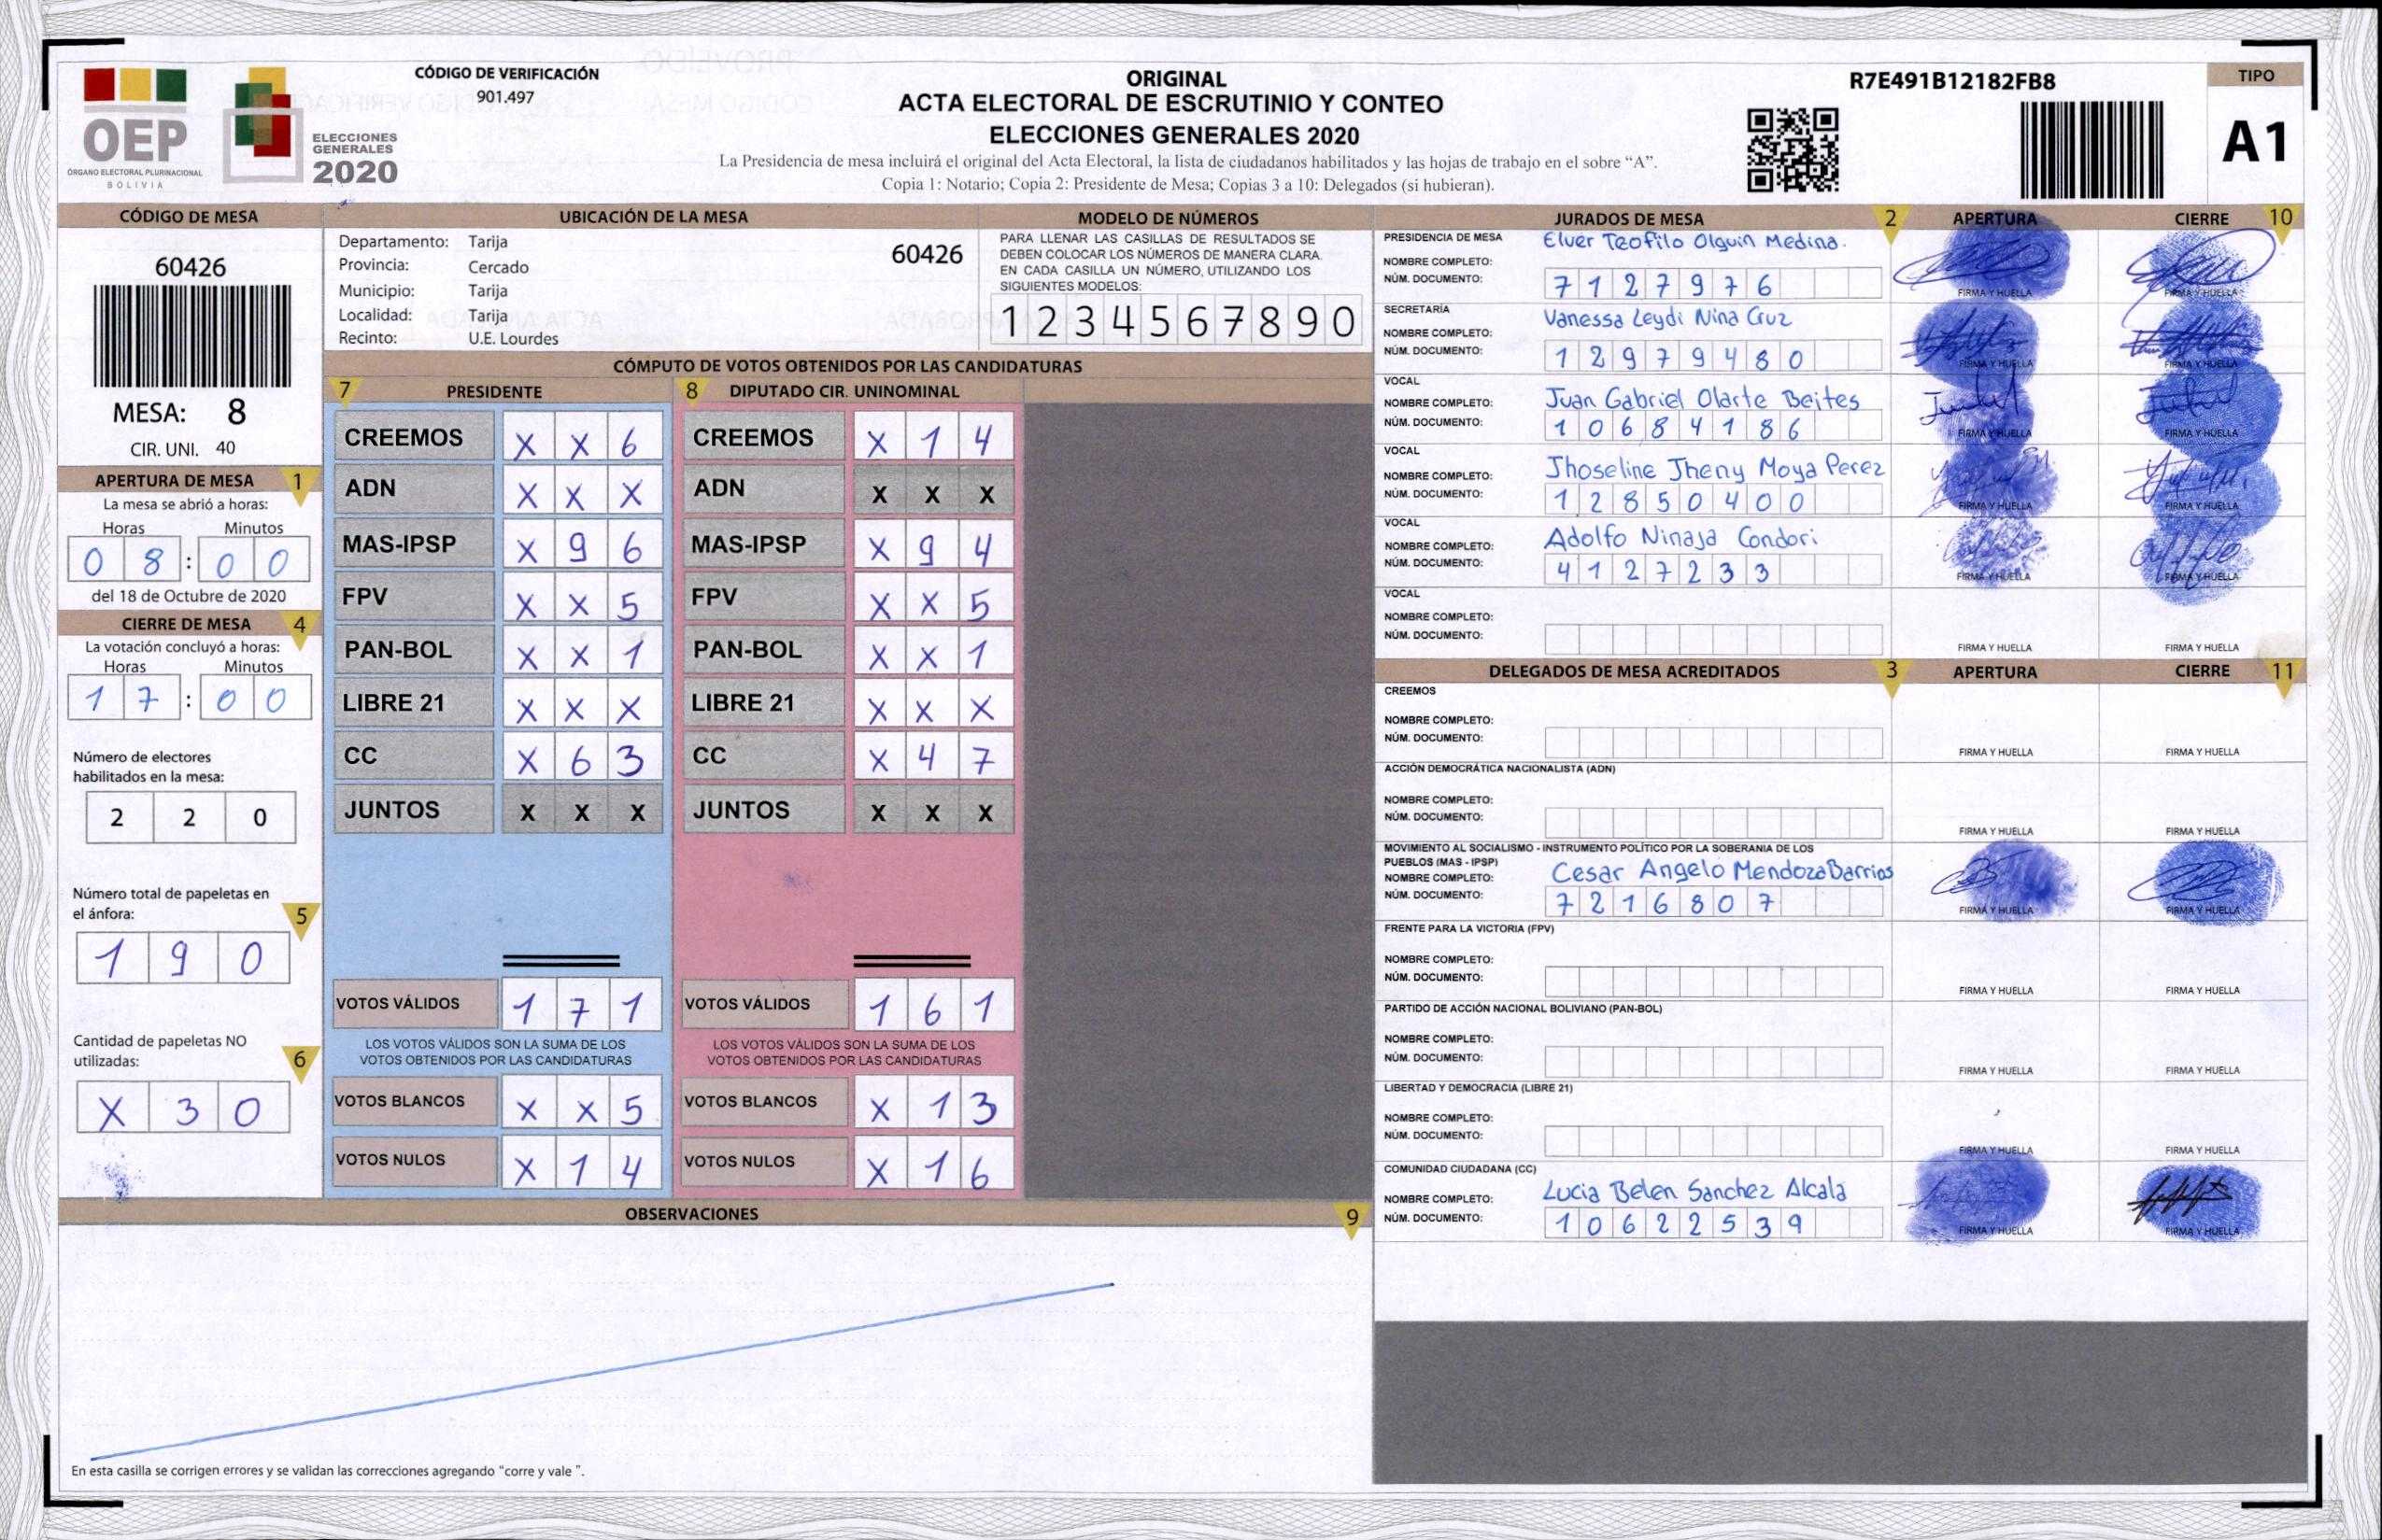 CÓDIGO DE VERIFICACIÓN
901.497
ORIGINAL
ACTA ELECTORAL DE ESCRUTINIO Y CONTEO
ELECCIONES GENERALES 2020
La Presidencia de mesa incluirá el original del Acta Electoral, la lista de ciudadanos habilitados y las hojas de trabajo en el sobre “A”.
Copia 1: Notario; Copia 2: Presidente de Mesa; Copias 3 a 10: Delegados (si hubieran).
R7E491B12182FB8
TIPO
A1
OEP
ÓRGANO ELECTORAL PLURINACIONAL
BOLIVIA
ELECCIONES
GENERALES
2020
CÓDIGO DE MESA
60426
MESA: 8
CIR. UNI. 40
APERTURA DE MESA 1
La mesa se abrió a horas:
Horas Minutos
0 8 : 0 0
del 18 de Octubre de 2020
CIERRE DE MESA 4
La votación concluyó a horas:
Horas Minutos
1 7 : 0 0
Número de electores
habilitados en la mesa:
2 2 0
Número total de papeletas en
el ánfora: 5
1 9 0
Cantidad de papeletas NO
utilizadas: 6
X 3 0
UBICACIÓN DE LA MESA
Departamento: Tarija 60426
Provincia: Cercado
Municipio: Tarija
Localidad: Tarija
Recinto: U.E. Lourdes
MODELO DE NÚMEROS
PARA LLENAR LAS CASILLAS DE RESULTADOS SE
DEBEN COLOCAR LOS NÚMEROS DE MANERA CLARA.
EN CADA CASILLA UN NÚMERO, UTILIZANDO LOS
SIGUIENTES MODELOS:
1 2 3 4 5 6 7 8 9 0
CÓMPUTO DE VOTOS OBTENIDOS POR LAS CANDIDATURAS
7 PRESIDENTE 8 DIPUTADO CIR. UNINOMINAL
CREEMOS X X 6 CREEMOS X 1 4
ADN X X X ADN X X X
MAS-IPSP X 9 6 MAS-IPSP X 9 4
FPV X X 5 FPV X X 5
PAN-BOL X X 1 PAN-BOL X X 1
LIBRE 21 X X X LIBRE 21 X X X
CC X 6 3 CC X 4 7
JUNTOS X X X JUNTOS X X X
VOTOS VÁLIDOS 1 7 1 VOTOS VÁLIDOS 1 6 1
LOS VOTOS VÁLIDOS SON LA SUMA DE LOS LOS VOTOS VÁLIDOS SON LA SUMA DE LOS
VOTOS OBTENIDOS POR LAS CANDIDATURAS VOTOS OBTENIDOS POR LAS CANDIDATURAS
VOTOS BLANCOS X X 5 VOTOS BLANCOS X 1 3
VOTOS NULOS X 1 4 VOTOS NULOS X 1 6
OBSERVACIONES 9
En esta casilla se corrigen errores y se validan las correcciones agregando “corre y vale ”.
JURADOS DE MESA 2 APERTURA CIERRE 10
PRESIDENCIA DE MESA Elver Teofilo Olguin Medina.
NOMBRE COMPLETO:
NÚM. DOCUMENTO: 7 1 2 7 9 7 6 FIRMA Y HUELLA FIRMA Y HUELLA
SECRETARÍA
NOMBRE COMPLETO: Vanessa Leydi Nina Cruz
NÚM. DOCUMENTO: 1 2 9 7 9 4 8 0 FIRMA Y HUELLA FIRMA Y HUELLA
VOCAL
NOMBRE COMPLETO: Juan Gabriel Olarte Beites
NÚM. DOCUMENTO: 1 0 6 8 4 1 8 6 FIRMA Y HUELLA FIRMA Y HUELLA
VOCAL
NOMBRE COMPLETO: Jhoseline Jheny Moya Perez
NÚM. DOCUMENTO: 1 2 8 5 0 4 0 0 FIRMA Y HUELLA FIRMA Y HUELLA
VOCAL
NOMBRE COMPLETO: Adolfo Ninaja Condori
NÚM. DOCUMENTO: 4 1 2 7 2 3 3 FIRMA Y HUELLA FIRMA Y HUELLA
VOCAL
NOMBRE COMPLETO:
NÚM. DOCUMENTO: FIRMA Y HUELLA FIRMA Y HUELLA
DELEGADOS DE MESA ACREDITADOS 3 APERTURA CIERRE 11
CREEMOS
NOMBRE COMPLETO:
NÚM. DOCUMENTO: FIRMA Y HUELLA FIRMA Y HUELLA
ACCIÓN DEMOCRÁTICA NACIONALISTA (ADN)
NOMBRE COMPLETO:
NÚM. DOCUMENTO: FIRMA Y HUELLA FIRMA Y HUELLA
MOVIMIENTO AL SOCIALISMO - INSTRUMENTO POLÍTICO POR LA SOBERANIA DE LOS
PUEBLOS (MAS - IPSP)
NOMBRE COMPLETO: Cesar Angelo Mendoza Barrios
NÚM. DOCUMENTO: 7 2 1 6 8 0 7 FIRMA Y HUELLA FIRMA Y HUELLA
FRENTE PARA LA VICTORIA (FPV)
NOMBRE COMPLETO:
NÚM. DOCUMENTO: FIRMA Y HUELLA FIRMA Y HUELLA
PARTIDO DE ACCIÓN NACIONAL BOLIVIANO (PAN-BOL)
NOMBRE COMPLETO:
NÚM. DOCUMENTO: FIRMA Y HUELLA FIRMA Y HUELLA
LIBERTAD Y DEMOCRACIA (LIBRE 21)
NOMBRE COMPLETO:
NÚM. DOCUMENTO: FIRMA Y HUELLA FIRMA Y HUELLA
COMUNIDAD CIUDADANA (CC)
NOMBRE COMPLETO: Lucia Belen Sanchez Alcala
NÚM. DOCUMENTO: 1 0 6 2 2 5 3 9 FIRMA Y HUELLA FIRMA Y HUELLA